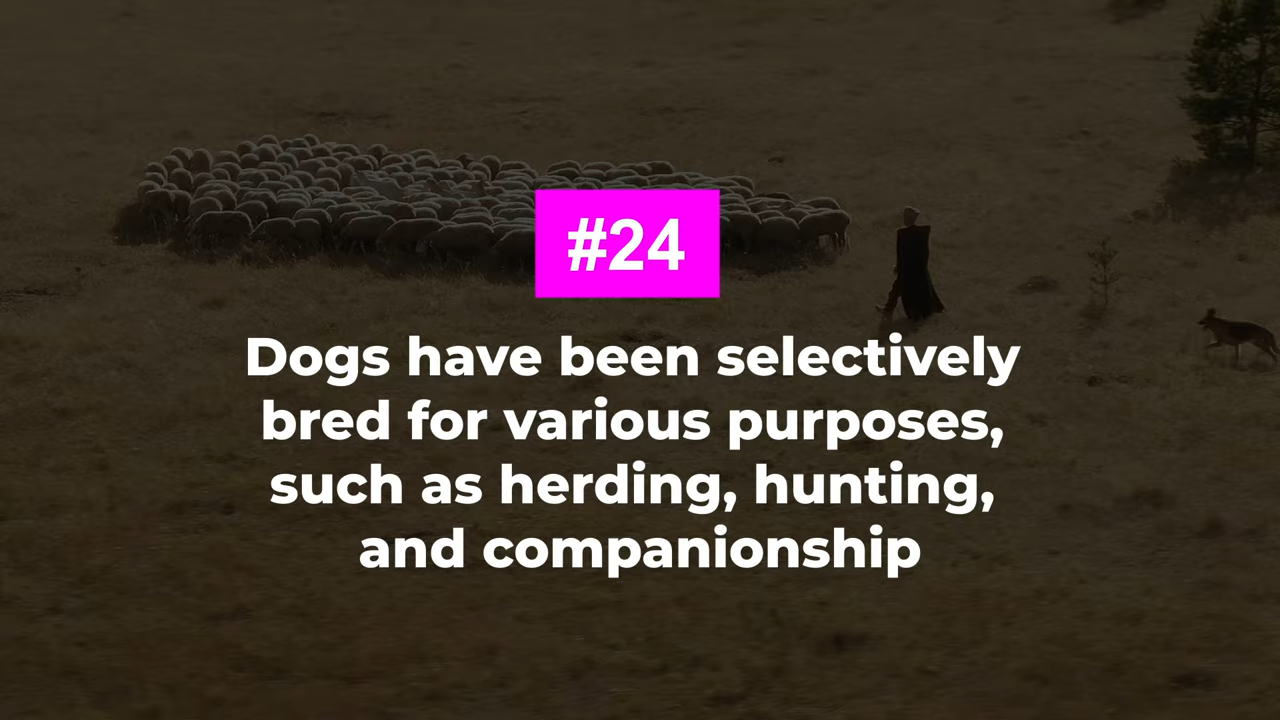 #24
Dogs have been selectively
bred for various purposes,
such as herding, hunting,
and companionship